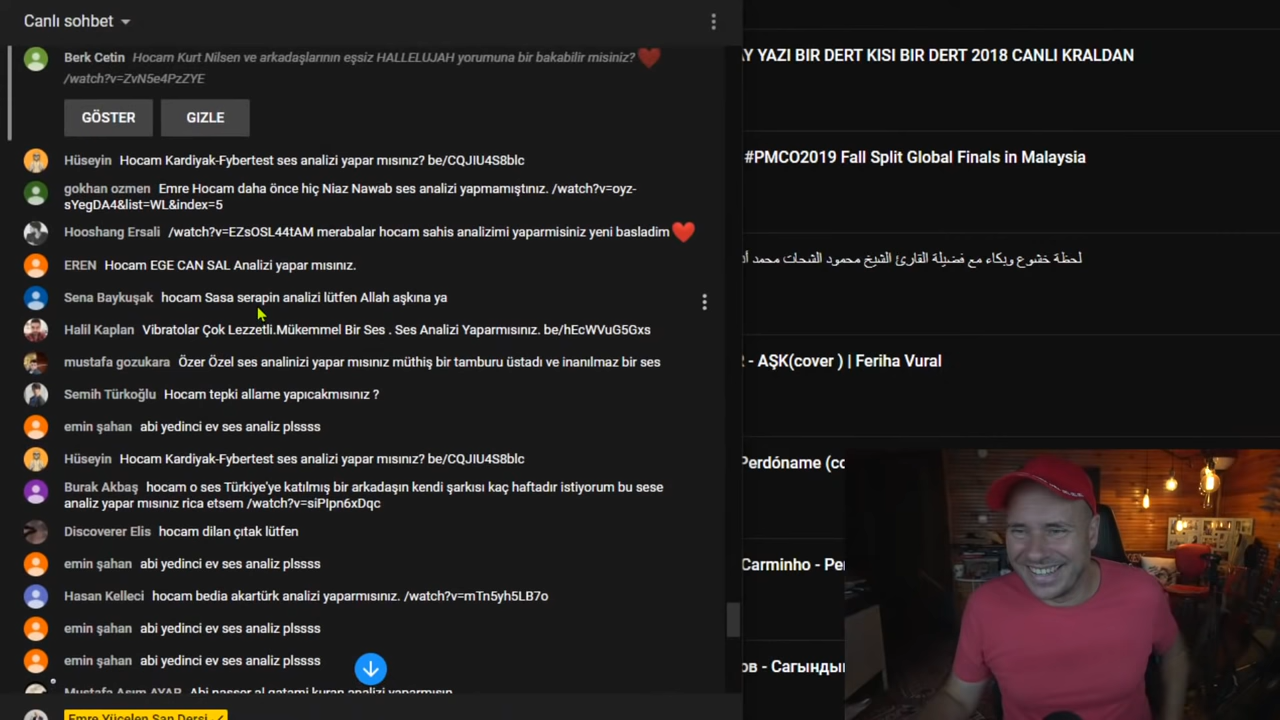 Canlı sohbet
Berk Cetin Hocam Kurt Nilsen ve arkadaşlarının eşsiz HALLELUJAH yorumuna bir bakabilir misiniz?
/watch?v=ZvN5e4PzZYE
GÖSTER GIZLE
Hüseyin Hocam Kardiyak-Fybertest ses analizi yapar mısınız? be/CQJIU4S8blc
gokhan ozmen Emre Hocam daha önce hiç Niaz Nawab ses analizi yapmamıştınız. /watch?v=oyz-
sYegDA4&list=WL&index=5
Hooshang Ersali /watch?v=EZsOSL44tAM merabalar hocam sahis analizimi yaparmisiniz yeni basladim
EREN Hocam EGE CAN SAL Analizi yapar mısınız.
Sena Baykuşak hocam Sasa serapin analizi lütfen Allah aşkına ya
Halil Kaplan Vibratolar Çok Lezzetli.Mükemmel Bir Ses . Ses Analizi Yaparmısınız. be/hEcWVuG5Gxs
mustafa gozukara Özer Özel ses analinizi yapar mısınız müthiş bir tamburu üstadı ve inanılmaz bir ses
Semih Türkoğlu Hocam tepki allame yapıcakmısınız ?
emin şahan abi yedinci ev ses analiz plssss
Hüseyin Hocam Kardiyak-Fybertest ses analizi yapar mısınız? be/CQJIU4S8blc
Burak Akbaş hocam o ses Türkiye'ye katılmış bir arkadaşın kendi şarkısı kaç haftadır istiyorum bu sese
analiz yapar mısınız rica etsem /watch?v=siPlpn6xDqc
Discoverer Elis hocam dilan çıtak lütfen
emin şahan abi yedinci ev ses analiz plssss
Hasan Kelleci hocam bedia akartürk analizi yaparmısınız. /watch?v=mTn5yh5LB7o
emin şahan abi yedinci ev ses analiz plssss
emin şahan abi yedinci ev ses analiz plssss
Mustafa Asım AYAR Abi nasser al qatami kuran analizi yaparmısın
Emre Yücelen Şan Dersi
AY YAZI BIR DERT KISI BIR DERT 2018 CANLI KRALDAN
#PMCO2019 Fall Split Global Finals in Malaysia
لحظة خشوع وبكاء مع فضيلة القارئ الشيخ محمود الشحات محمد
- AŞK(cover ) | Feriha Vural
Perdóname (co
Carminho - Pe
ов - Сагынды